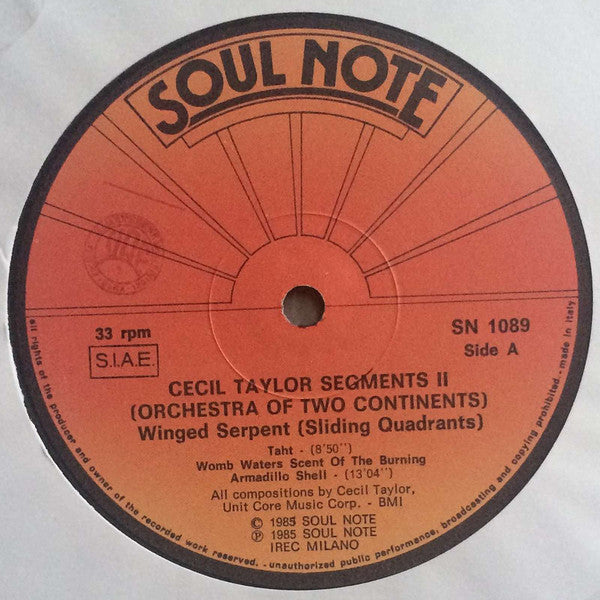 SOUL NOTE
33 rpm
SN 1089
S.I.A.E.
Side A
CECIL TAYLOR SEGMENTS II
(ORCHESTRA OF TWO CONTINENTS)
Winged Serpent (Sliding Quadrants)
Taht - (8'50'')
Womb Waters Scent Of The Burning
Armadillo Shell - (13'04'')
All compositions by Cecil Taylor,
Unit Core Music Corp. - BMI
© 1985 SOUL NOTE
℗ 1985 SOUL NOTE
IREC MILANO
all rights of the producer and owner of the recorded work reserved. - unauthorized public performance, broadcasting and copying prohibited - made in Italy